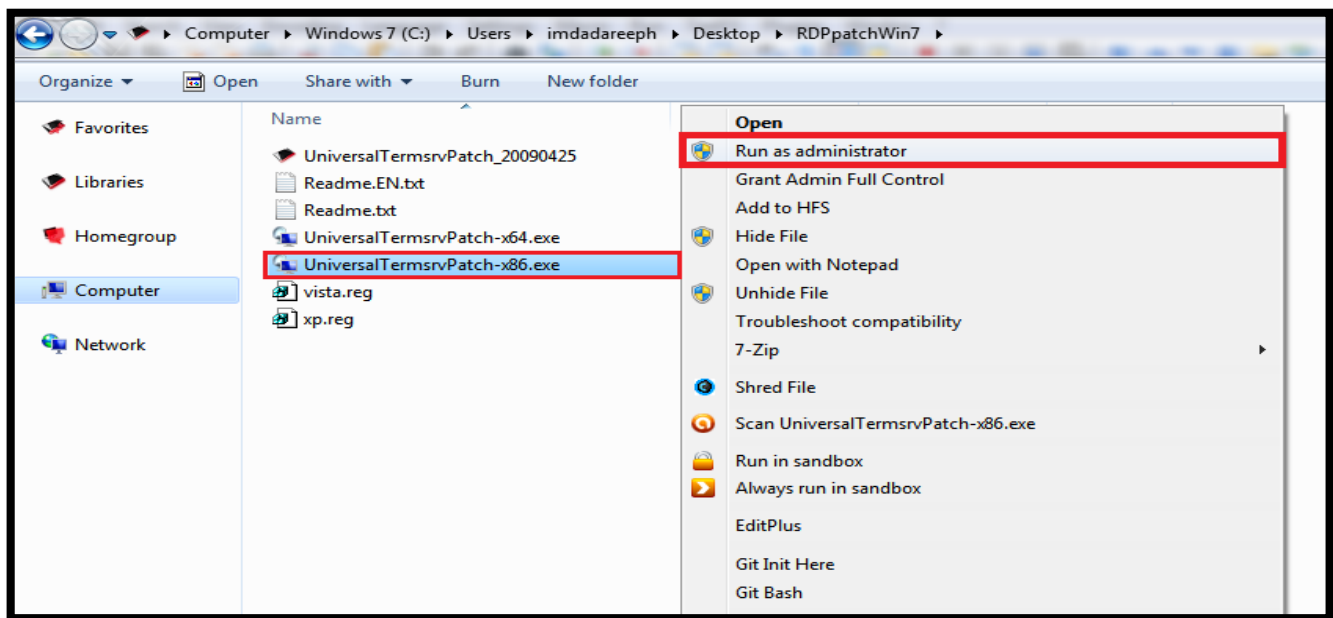 Computer Windows 7 (C:) Users imdadareeph Desktop RDPpatchWin7
Organize Open Share with Burn New folder
Favorites
Libraries
Homegroup
Computer
Network
Name
UniversalTermsrvPatch_20090425
Readme.EN.txt
Readme.txt
UniversalTermsrvPatch-x64.exe
UniversalTermsrvPatch-x86.exe
vista.reg
xp.reg
Open
Run as administrator
Grant Admin Full Control
Add to HFS
Hide File
Open with Notepad
Unhide File
Troubleshoot compatibility
7-Zip
Shred File
Scan UniversalTermsrvPatch-x86.exe
Run in sandbox
Always run in sandbox
EditPlus
Git Init Here
Git Bash